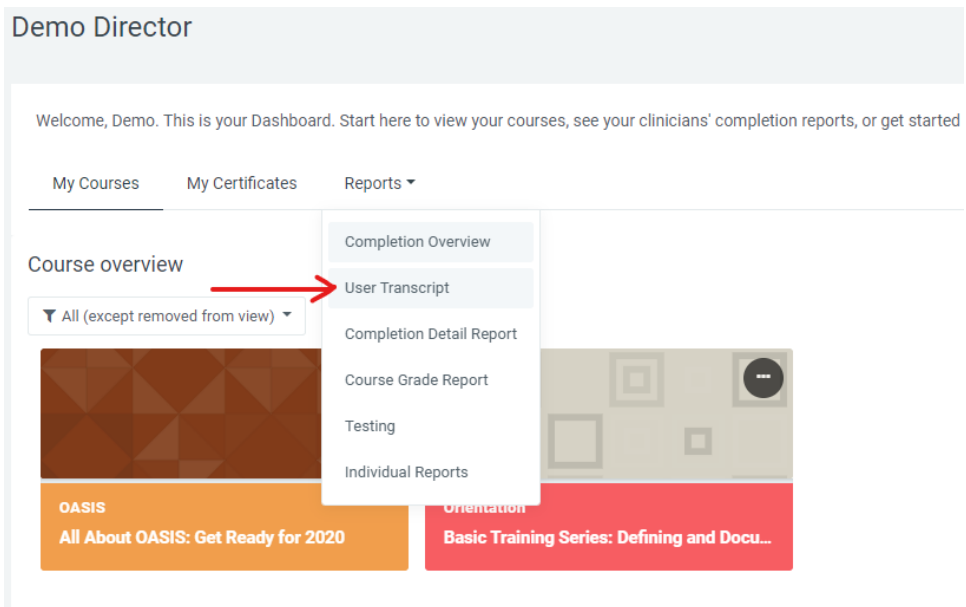 Demo Director
Welcome, Demo. This is your Dashboard. Start here to view your courses, see your clinicians' completion reports, or get started
My Courses My Certificates Reports
Completion Overview
Course overview
User Transcript
All (except removed from view)
Completion Detail Report
Course Grade Report
Testing
Individual Reports
OASIS
All About OASIS: Get Ready for 2020
Orientation
Basic Training Series: Defining and Docu...